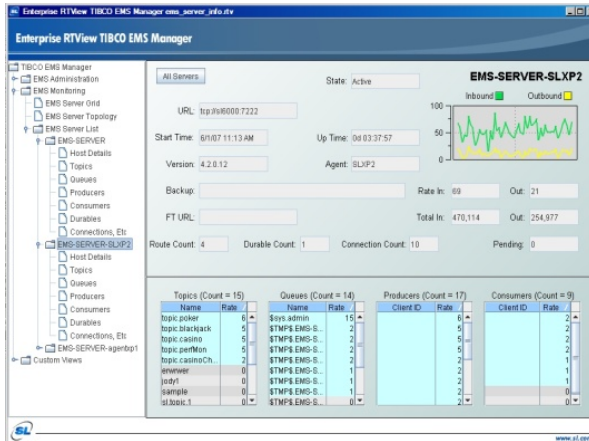 Enterprise RTView TIBCO EMS Manager ems_server_info.rtv
Enterprise RTView TIBCO EMS Manager
TIBCO EMS Manager
EMS Administration
EMS Monitoring
EMS Server Grid
EMS Server Topology
EMS Server List
EMS-SERVER
Host Details
Topics
Queues
Producers
Consumers
Durables
Connections, Etc
EMS-SERVER-SLXP2
Host Details
Topics
Queues
Producers
Consumers
Durables
Connections, Etc
EMS-SERVER-agentxp1
Custom Views
All Servers
State: Active
EMS-SERVER-SLXP2
Inbound Outbound
100
50
0
URL: tcp://sl6000:7222
Start Time: 6/1/07 11:13 AM Up Time: 0d 03:37:57
Version: 4.2.0.12 Agent: SLXP2
Backup: Rate In: 69 Out: 21
FT URL: Total In: 470,114 Out: 254,977
Route Count: 4 Durable Count: 1 Connection Count: 10 Pending: 0
Topics (Count = 15)
Name Rate
topic.poker 6
topic.blackjack 5
topic.casino 5
topic.perfMon 5
topic.casinoCh... 2
erwrwer 0
jody1 0
sample 0
sl.topic.1 0
Queues (Count = 14)
Name Rate
$sys.admin 15
$TMP$.EMS-S... 2
$TMP$.EMS-S... 2
$TMP$.EMS-S... 2
$TMP$.EMS-S... 2
$TMP$.EMS-S... 1
$TMP$.EMS-S... 1
$TMP$.EMS-S... 1
$TMP$.EMS-S... 0
Producers (Count = 17)
Client ID Rate
6
5
5
5
2
2
2
2
2
Consumers (Count = 9)
Client ID Rate
2
2
2
2
2
1
1
0
0
SL
www.sl.com